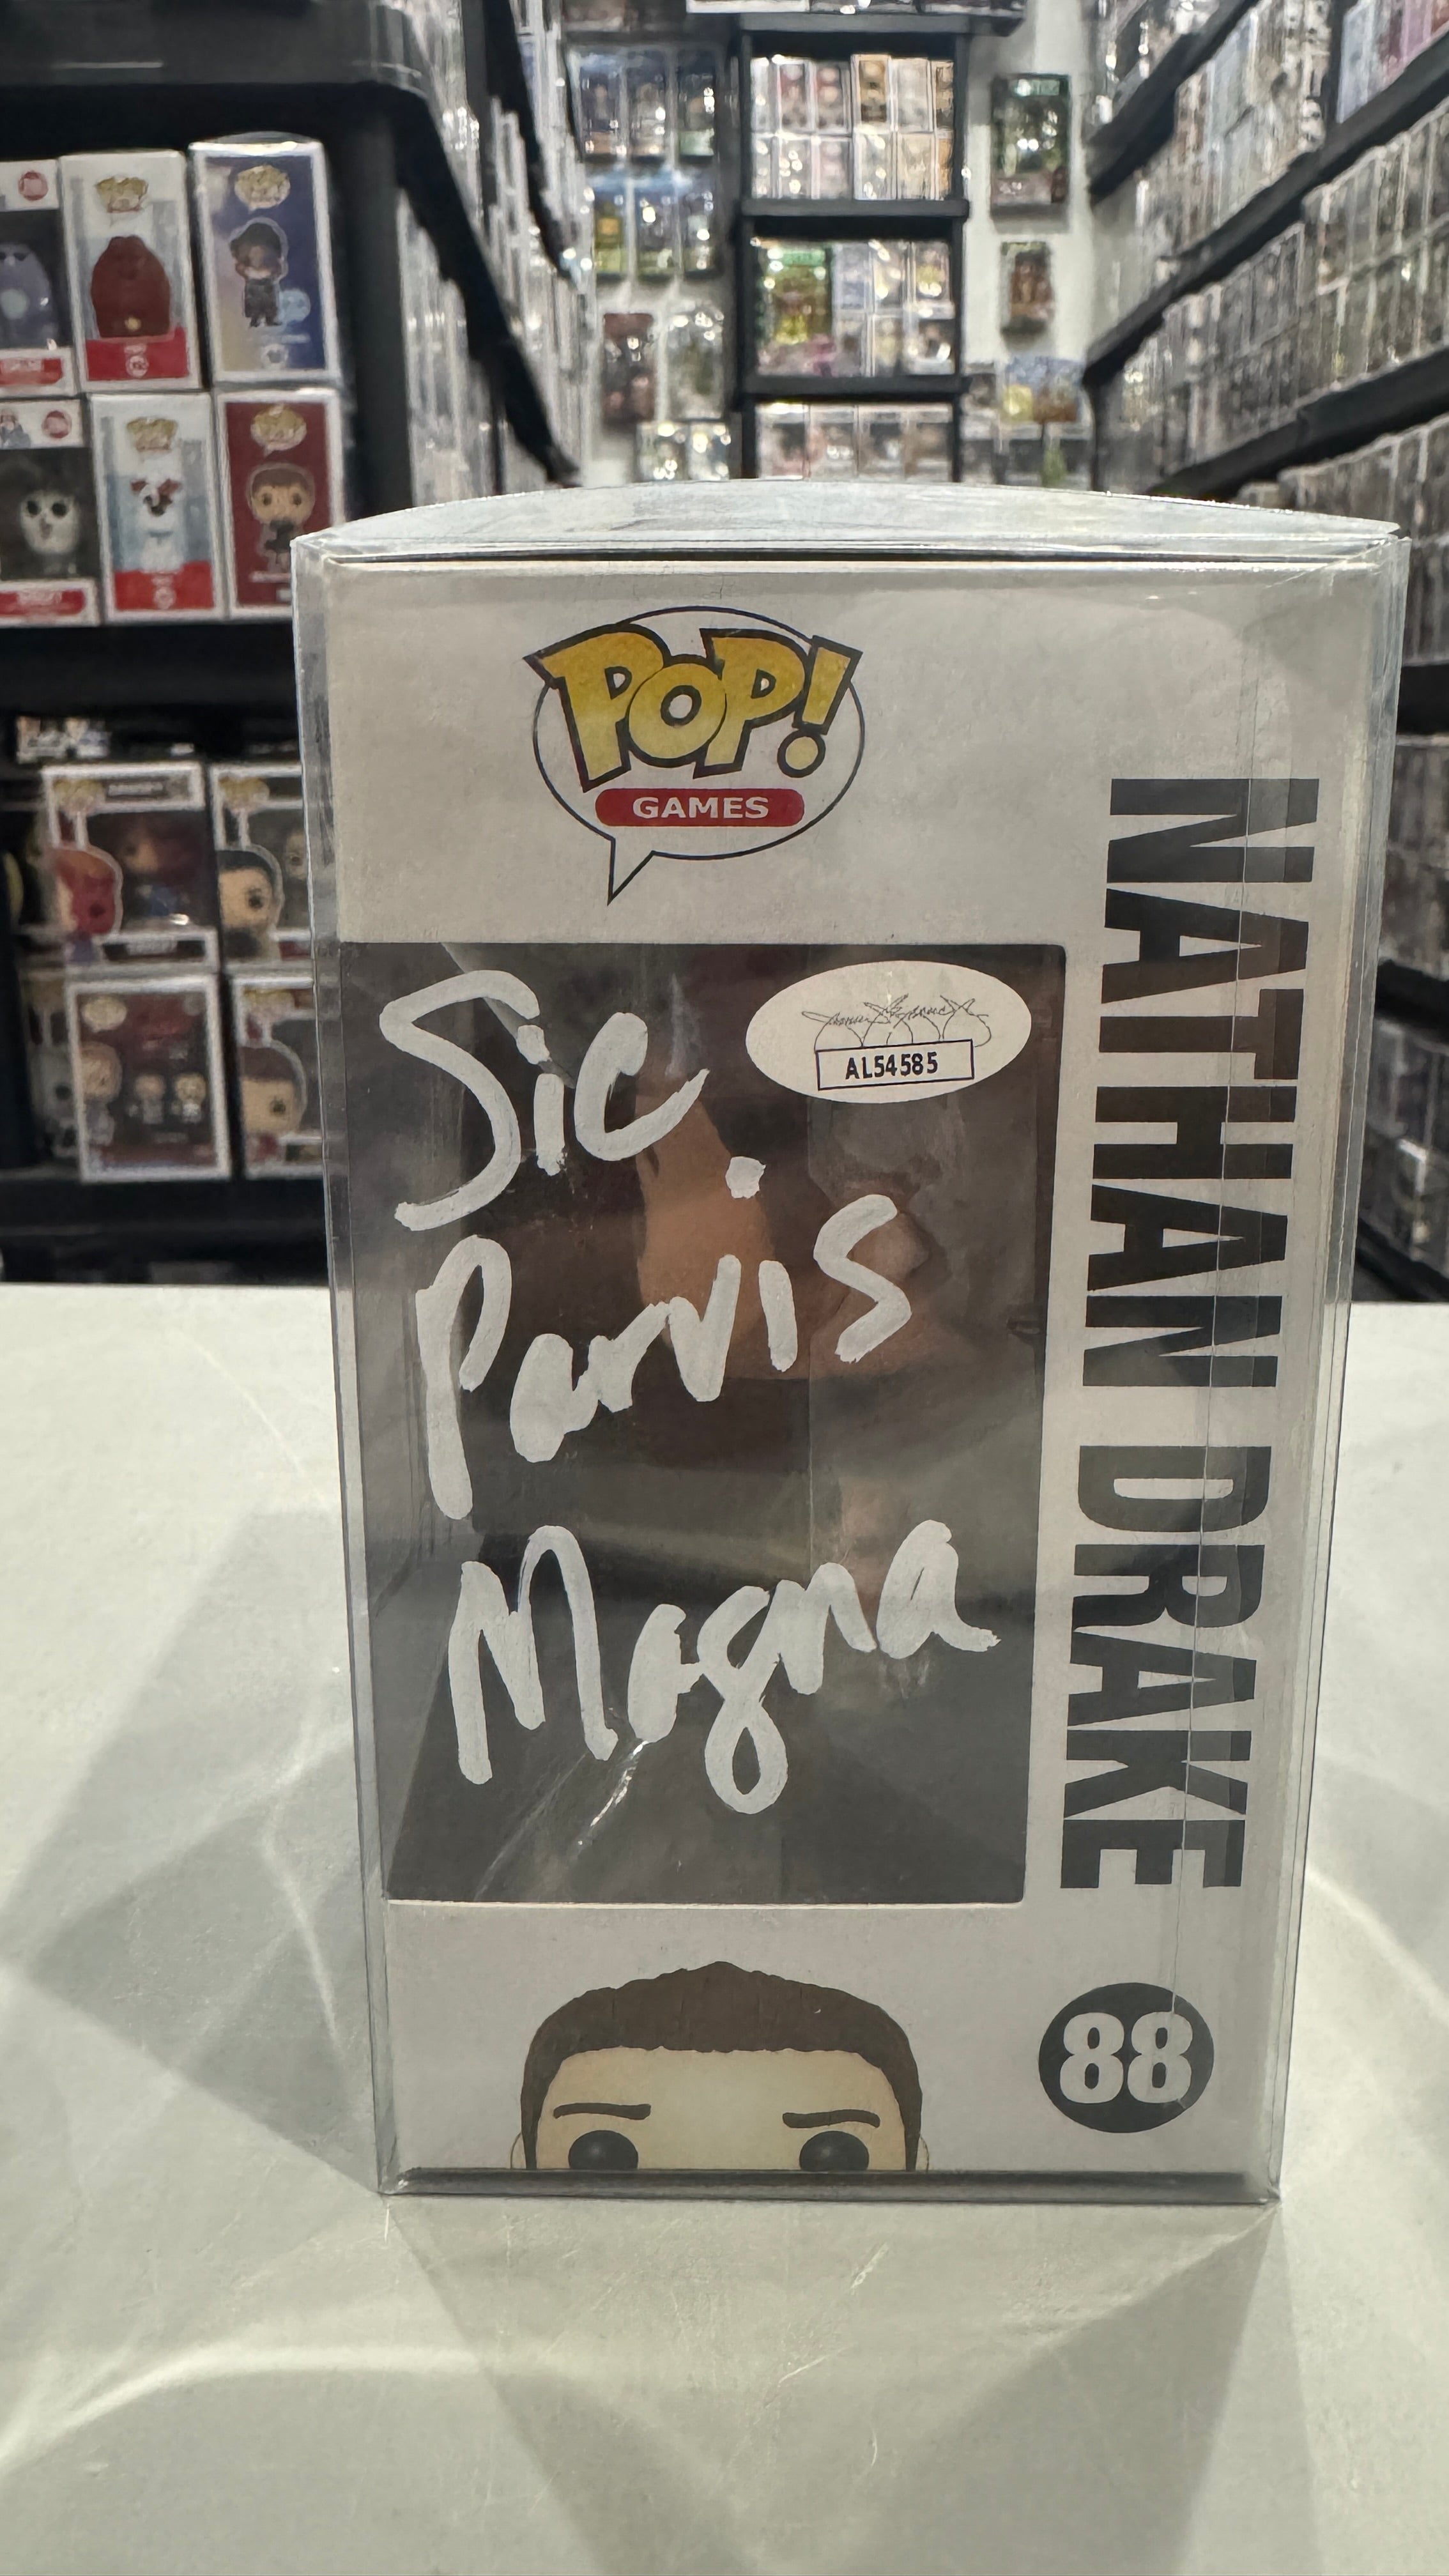 POP!
GAMES
NATHAN DRAKE
AL54585
Sic
Parvis
Magna
88